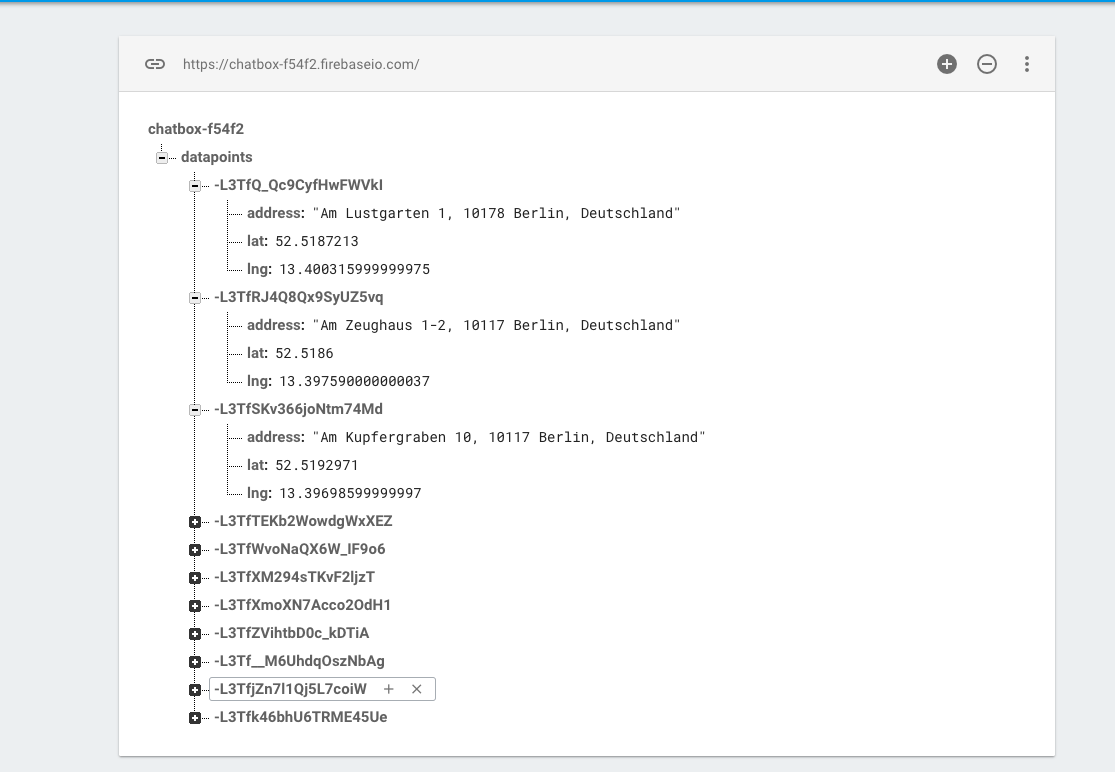 https://chatbox-f54f2.firebaseio.com/
chatbox-f54f2
datapoints
-L3TfQ_Qc9CyfHwFWVkI
address: "Am Lustgarten 1, 10178 Berlin, Deutschland"
lat: 52.5187213
lng: 13.400315999999975
-L3TfRJ4Q8Qx9SyUZ5vq
address: "Am Zeughaus 1-2, 10117 Berlin, Deutschland"
lat: 52.5186
lng: 13.397590000000037
-L3TfSKv366joNtm74Md
address: "Am Kupfergraben 10, 10117 Berlin, Deutschland"
lat: 52.5192971
lng: 13.39698599999997
-L3TfTEKb2WowdgWxXEZ
-L3TfWvoNaQX6W_IF9o6
-L3TfXM294sTKvF2ljzT
-L3TfXmoXN7Acco2OdH1
-L3TfZVihtbD0c_kDTiA
-L3Tf__M6UhdqOszNbAg
-L3TfjZn7l1Qj5L7coiW
-L3Tfk46bhU6TRME45Ue